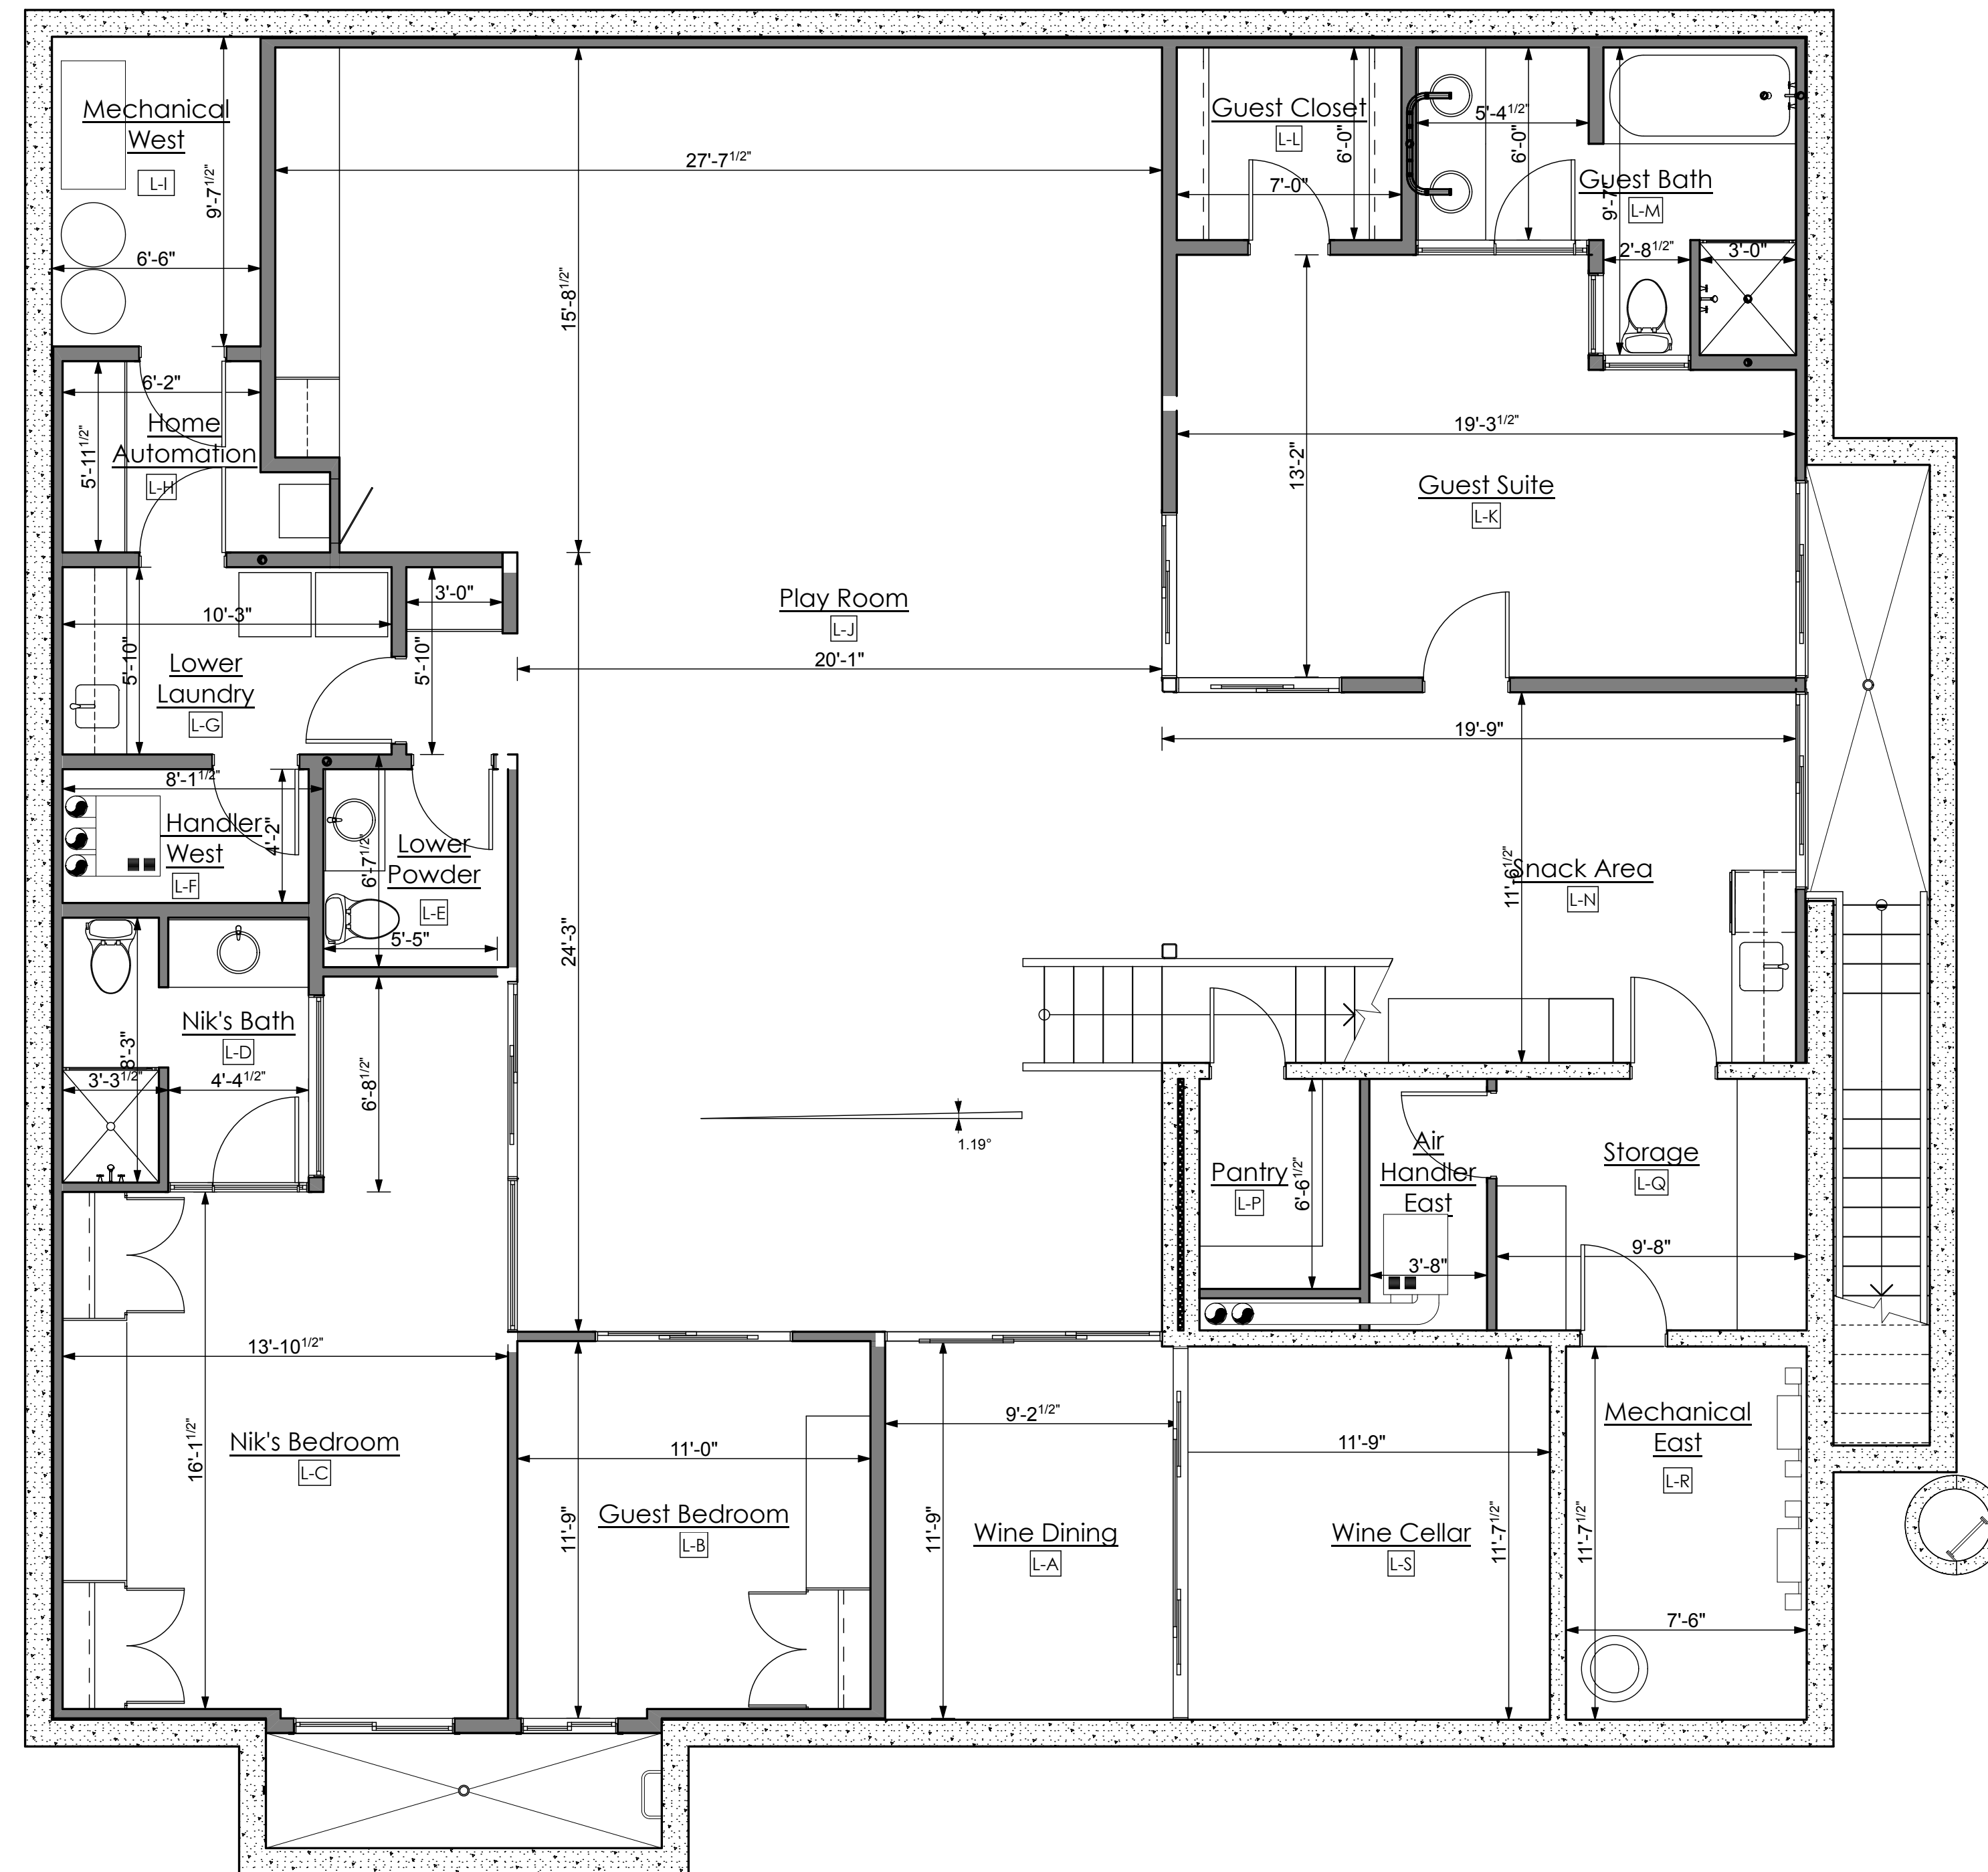 Mechanical
West
L-I
9'-7 1/2"
6'-6"
27'-7 1/2"
15'-8 1/2"
Guest Closet
L-L
6'-0"
7'-0"
5'-4 1/2"
6'-0"
Guest Bath
L-M
9'-7"
2'-8 1/2"
3'-0"
6'-2"
Home
Automation
L-H
5'-11 1/2"
19'-3 1/2"
13'-2"
Guest Suite
L-K
Play Room
L-J
20'-1"
3'-0"
10'-3"
5'-10"
5'-10"
Lower
Laundry
L-G
19'-9"
8'-1 1/2"
Handler
West
L-F
4'-2"
Lower
Powder
L-E
6'-7 1/2"
5'-5"
24'-3"
Snack Area
L-N
11'-6 1/2"
Nik's Bath
L-D
8'-3"
3'-3 1/2"
4'-4 1/2"
6'-8 1/2"
1.19°
Pantry
L-P
6'-6 1/2"
Air
Handler
East
3'-8"
Storage
L-Q
9'-8"
13'-10 1/2"
16'-1 1/2"
Nik's Bedroom
L-C
11'-0"
11'-9"
Guest Bedroom
L-B
9'-2 1/2"
11'-9"
Wine Dining
L-A
11'-9"
Wine Cellar
L-S
11'-7 1/2"
11'-7 1/2"
Mechanical
East
L-R
7'-6"